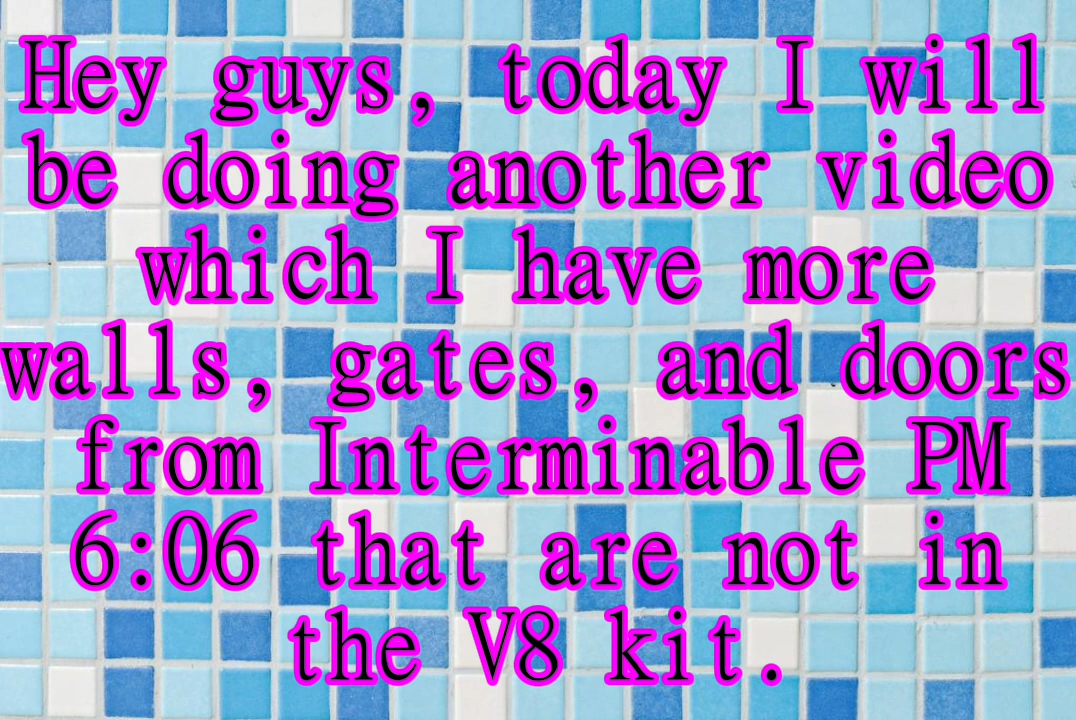 Hey guys, today I will
be doing another video
which I have more
walls, gates, and doors
from Interminable PM
6:06 that are not in
the V8 kit.